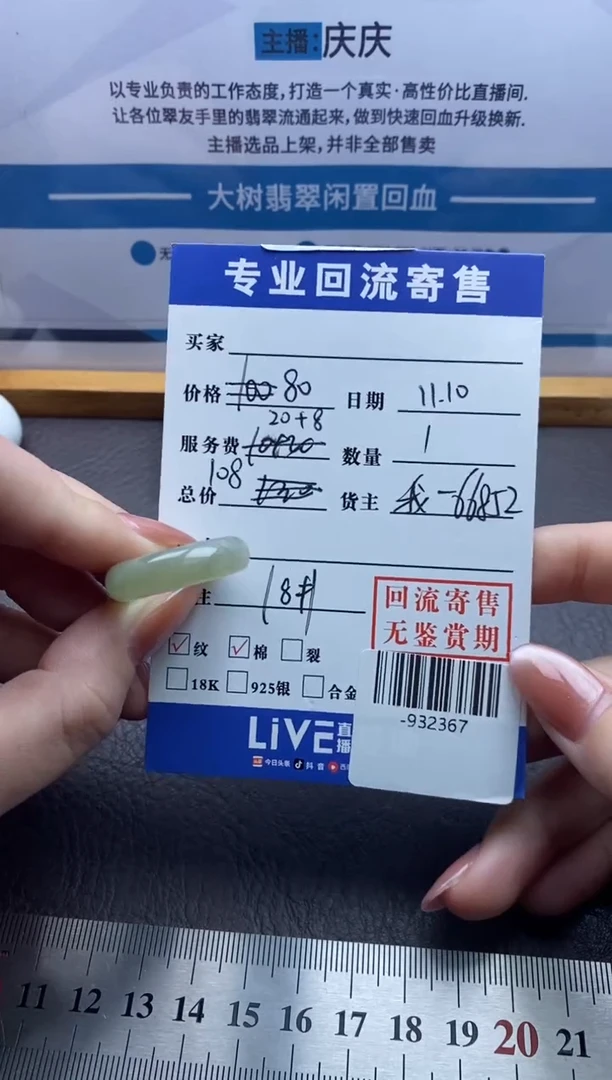 主播:庆庆
以专业负责的工作态度,打造一个真实·高性价比直播间.
让各位翠友手里的翡翠流通起来,做到快速回血升级换新.
主播选品上架,并非全部售卖
大树翡翠闲置回血
无
专业回流寄售
买家
价格 100 80 日期 11.10
20+8
服务费 数量 1
108
总价 货主 -66852
主 18#
回流寄售
无鉴赏期
纹 棉 裂
18K 925银 合金
-932367
LiVE 直播
今日头条 抖音 西
11 12 13 14 15 16 17 18 19 20 21